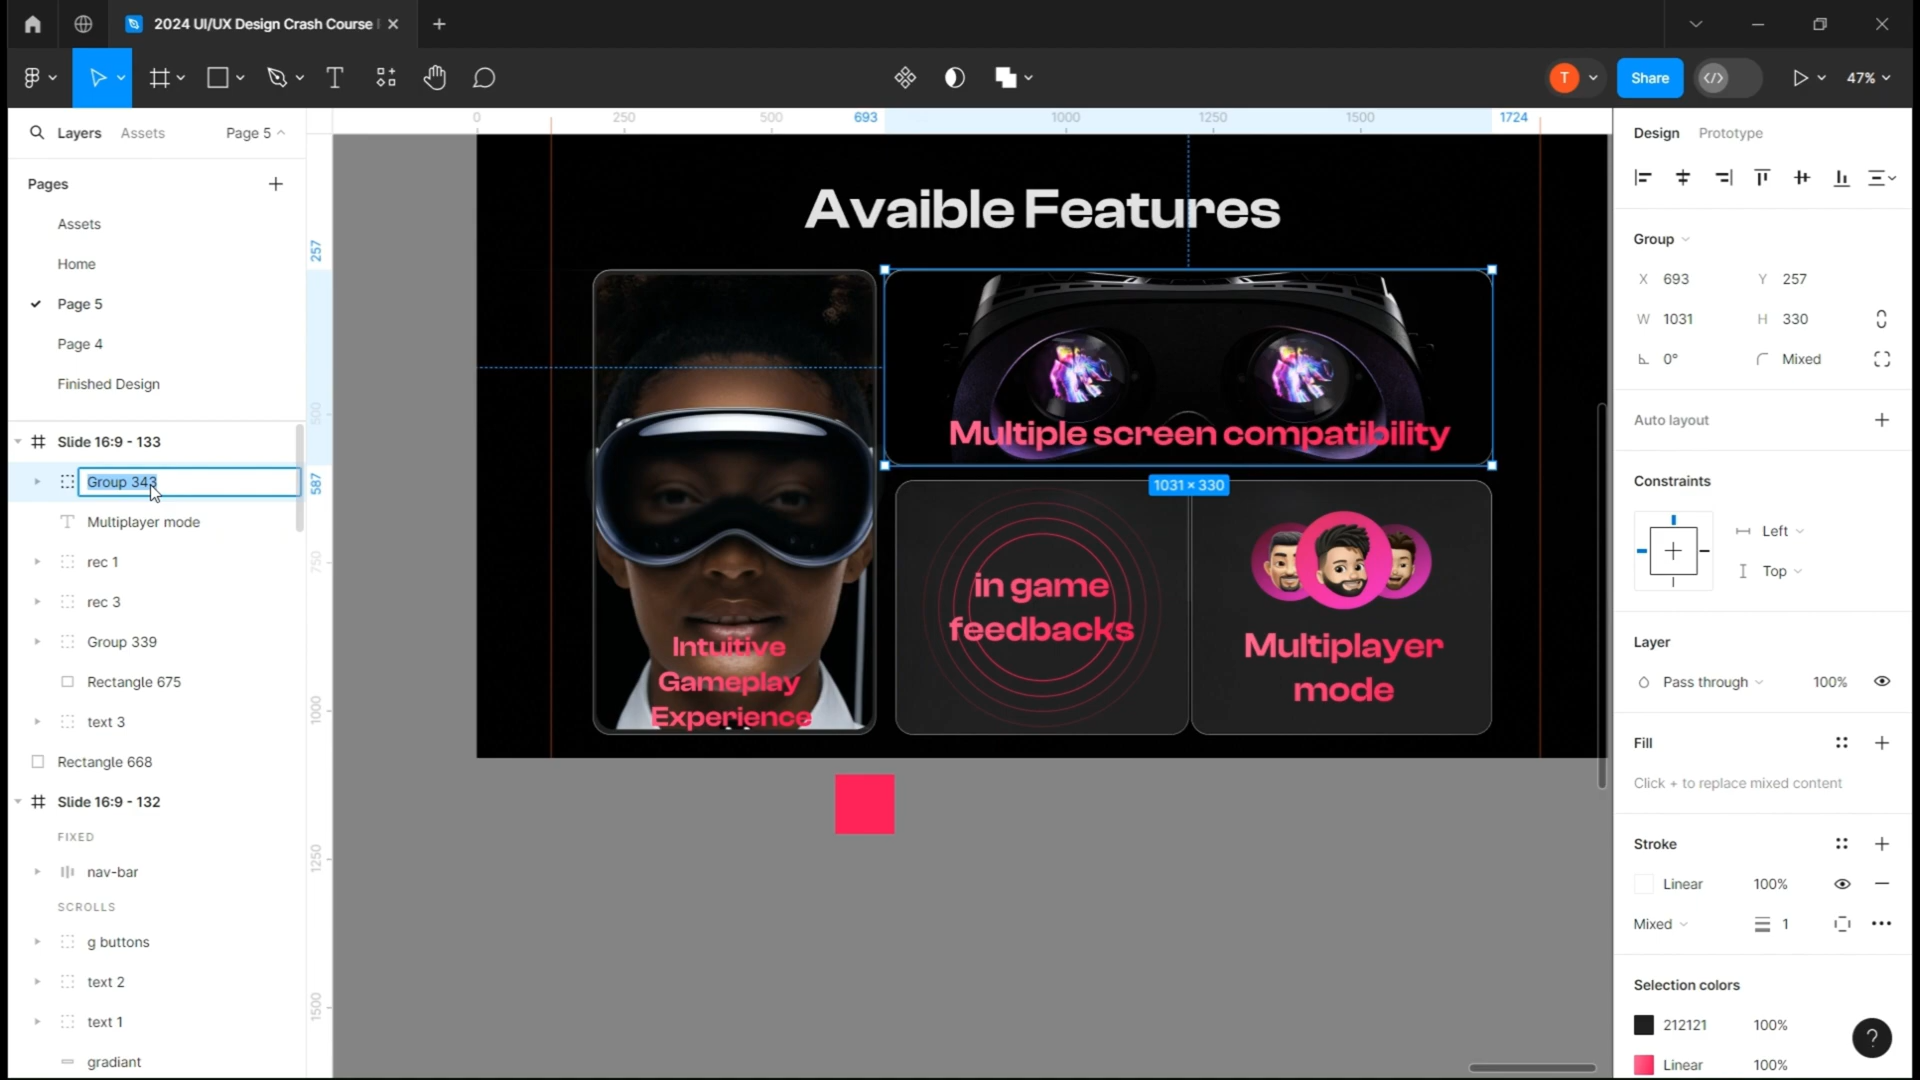 2024 UI/UX Design Crash Course
T
Share
47%
Layers
Assets
Page 5
Pages
Assets
Home
Page 5
Page 4
Finished Design
Slide 16:9 - 133
Group 343
Multiplayer mode
rec 1
rec 3
Group 339
Rectangle 675
text 3
Rectangle 668
Slide 16:9 - 132
FIXED
nav-bar
SCROLLS
g buttons
text 2
text 1
gradiant
0
250
500
693
1000
1250
1500
1724
257
500
587
750
1000
1250
1500
Avaible Features
Multiple screen compatibility
1031 × 330
Intuitive
Gameplay
Experience
in game
feedbacks
Multiplayer
mode
Design
Prototype
Group
X 693
Y 257
W 1031
H 330
0°
Mixed
Auto layout
Constraints
Left
Top
Layer
Pass through
100%
Fill
Click + to replace mixed content
Stroke
Linear
100%
Mixed
1
Selection colors
212121
100%
Linear
100%
?